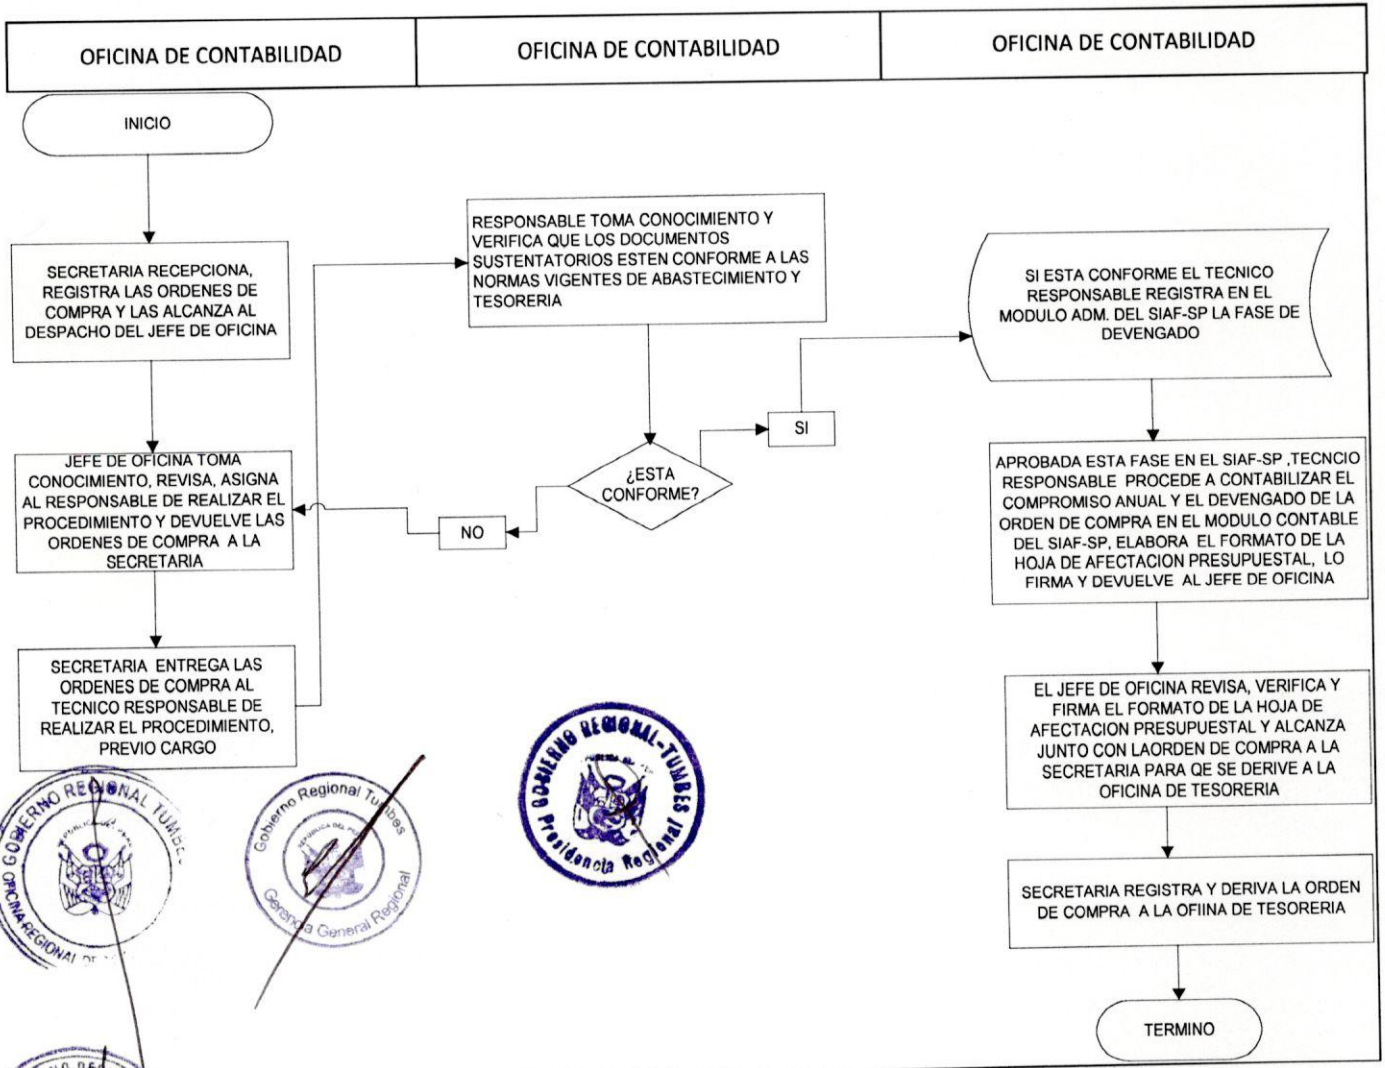 OFICINA DE CONTABILIDAD
OFICINA DE CONTABILIDAD
OFICINA DE CONTABILIDAD
INICIO
SECRETARIA RECEPCIONA,
REGISTRA LAS ORDENES DE
COMPRA Y LAS ALCANZA AL
DESPACHO DEL JEFE DE OFICINA
JEFE DE OFICINA TOMA
CONOCIMIENTO, REVISA, ASIGNA
AL RESPONSABLE DE REALIZAR EL
PROCEDIMIENTO Y DEVUELVE LAS
ORDENES DE COMPRA A LA
SECRETARIA
SECRETARIA ENTREGA LAS
ORDENES DE COMPRA AL
TECNICO RESPONSABLE DE
REALIZAR EL PROCEDIMIENTO,
PREVIO CARGO
RESPONSABLE TOMA CONOCIMIENTO Y
VERIFICA QUE LOS DOCUMENTOS
SUSTENTATORIOS ESTEN CONFORME A LAS
NORMAS VIGENTES DE ABASTECIMIENTO Y
TESORERIA
¿ESTA
CONFORME?
NO
SI
SI ESTA CONFORME EL TECNICO
RESPONSABLE REGISTRA EN EL
MODULO ADM. DEL SIAF-SP LA FASE DE
DEVENGADO
APROBADA ESTA FASE EN EL SIAF-SP ,TECNCIO
RESPONSABLE PROCEDE A CONTABILIZAR EL
COMPROMISO ANUAL Y EL DEVENGADO DE LA
ORDEN DE COMPRA EN EL MODULO CONTABLE
DEL SIAF-SP, ELABORA EL FORMATO DE LA
HOJA DE AFECTACION PRESUPUESTAL, LO
FIRMA Y DEVUELVE AL JEFE DE OFICINA
EL JEFE DE OFICINA REVISA, VERIFICA Y
FIRMA EL FORMATO DE LA HOJA DE
AFECTACION PRESUPUESTAL Y ALCANZA
JUNTO CON LAORDEN DE COMPRA A LA
SECRETARIA PARA QE SE DERIVE A LA
OFICINA DE TESORERIA
SECRETARIA REGISTRA Y DERIVA LA ORDEN
DE COMPRA A LA OFIINA DE TESORERIA
TERMINO
GOBIERNO REGIONAL
OFICINA REGIONAL DE
Gobierno Regional Tumbes
Gerencia General Regional
GOBIERNO REGIONAL-TUMBES
Presidencia Regional